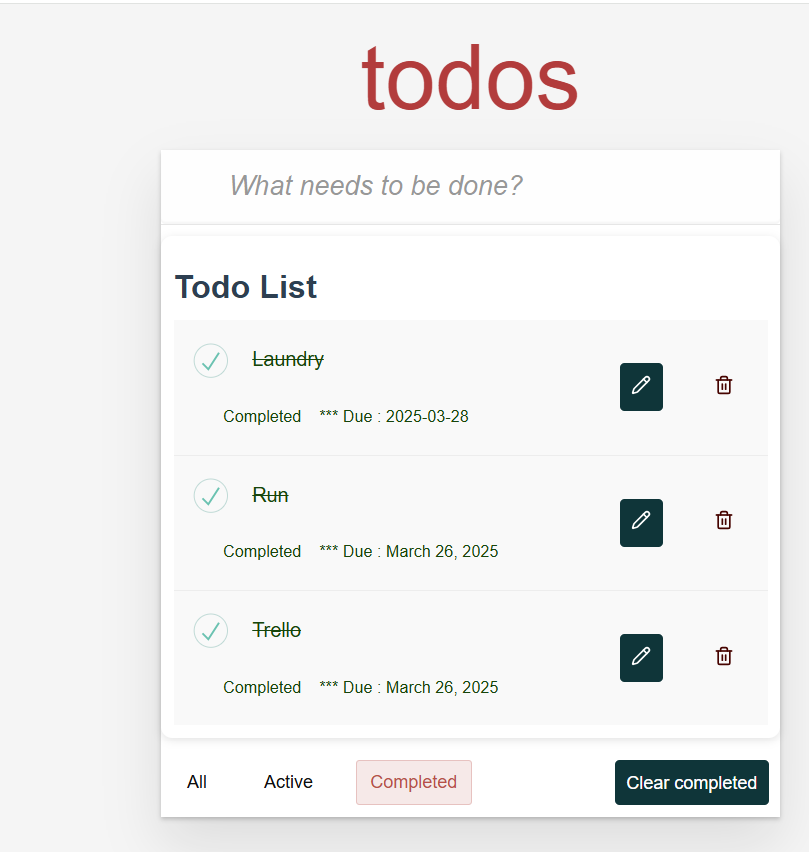 todos
What needs to be done?
Todo List
Laundry
Completed *** Due : 2025-03-28
Run
Completed *** Due : March 26, 2025
Trello
Completed *** Due : March 26, 2025
All Active Completed Clear completed